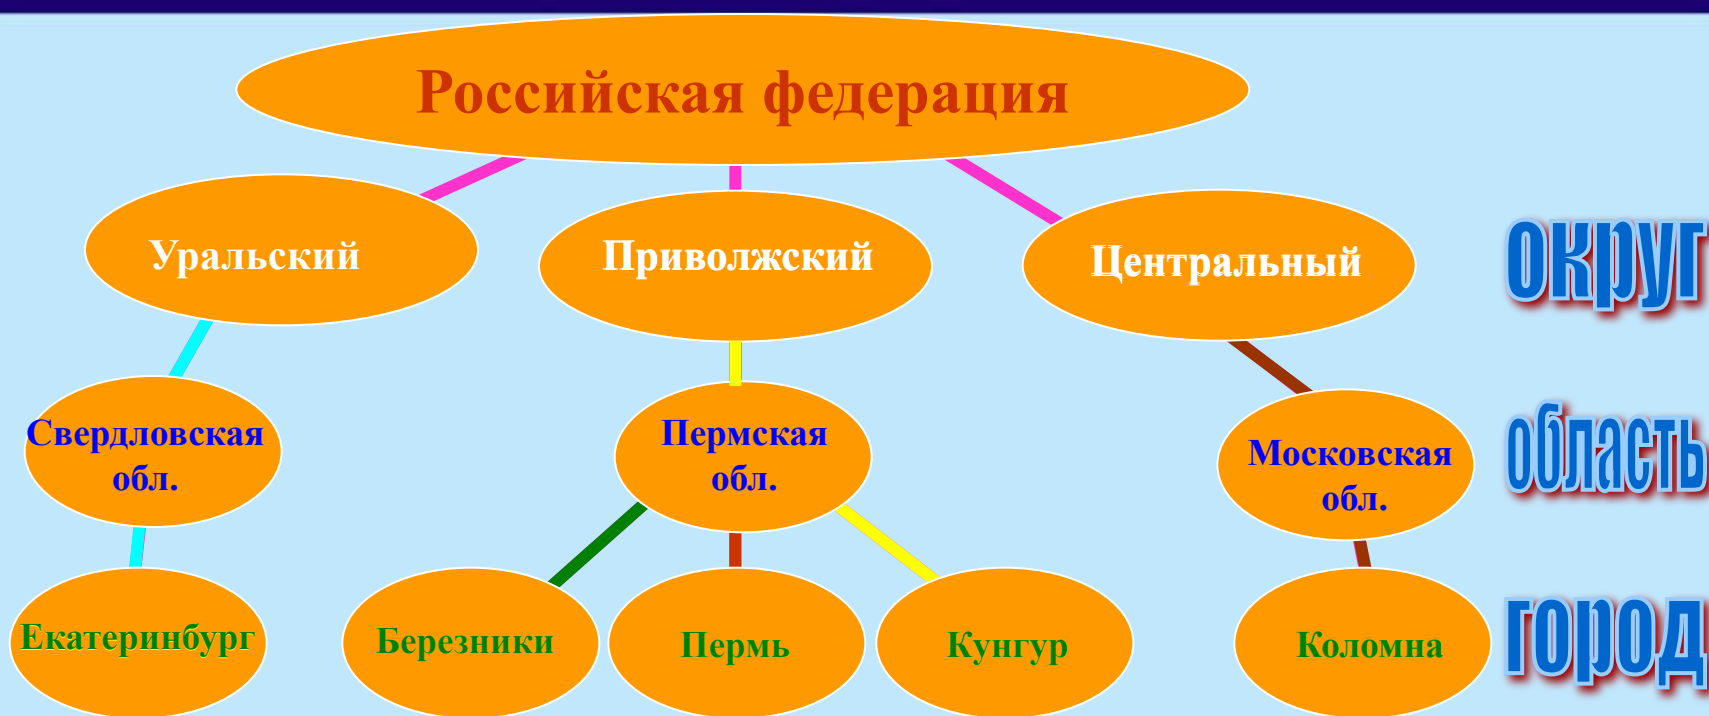 Российская федерация
Уральский
Приволжский
Центральный
округ
Свердловская
обл.
Пермская
обл.
Московская
обл.
область
Екатеринбург
Березники
Пермь
Кунгур
Коломна
город